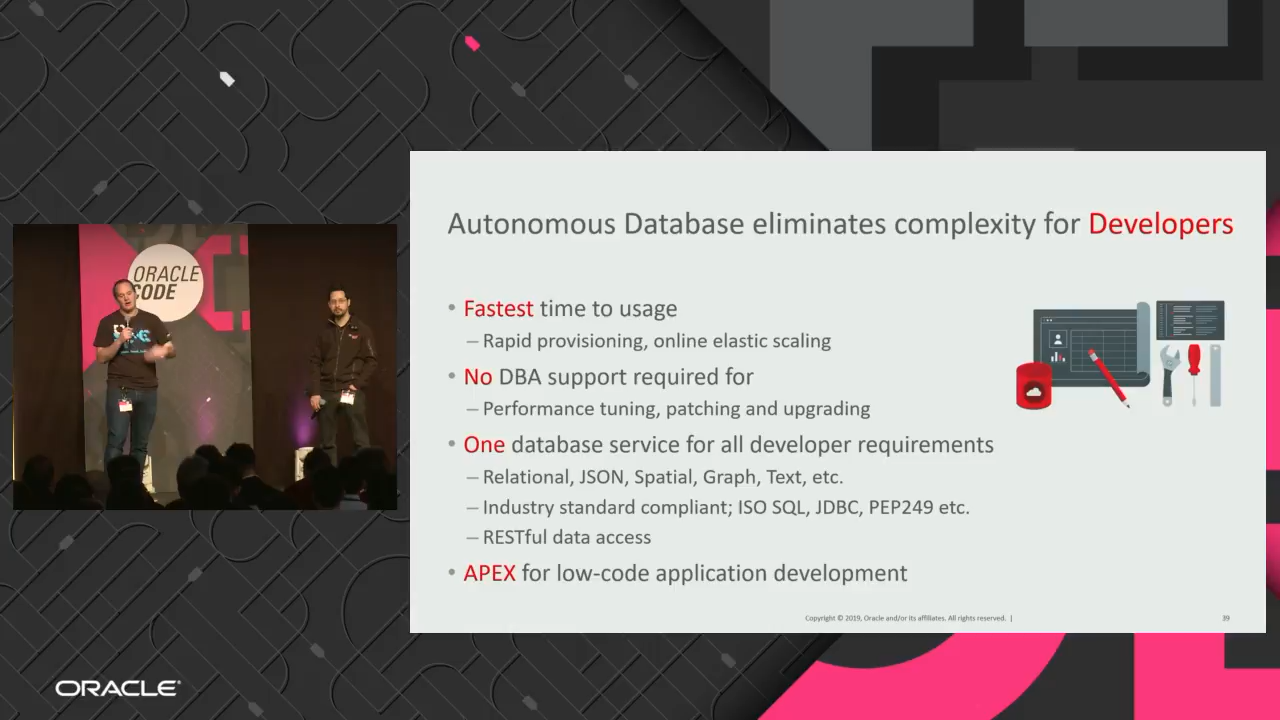 Autonomous Database eliminates complexity for Developers
• Fastest time to usage
– Rapid provisioning, online elastic scaling
• No DBA support required for
– Performance tuning, patching and upgrading
• One database service for all developer requirements
– Relational, JSON, Spatial, Graph, Text, etc.
– Industry standard compliant; ISO SQL, JDBC, PEP249 etc.
– RESTful data access
• APEX for low-code application development
Copyright © 2019, Oracle and/or its affiliates. All rights reserved. |
39
ORACLE
CODE
ORACLE®